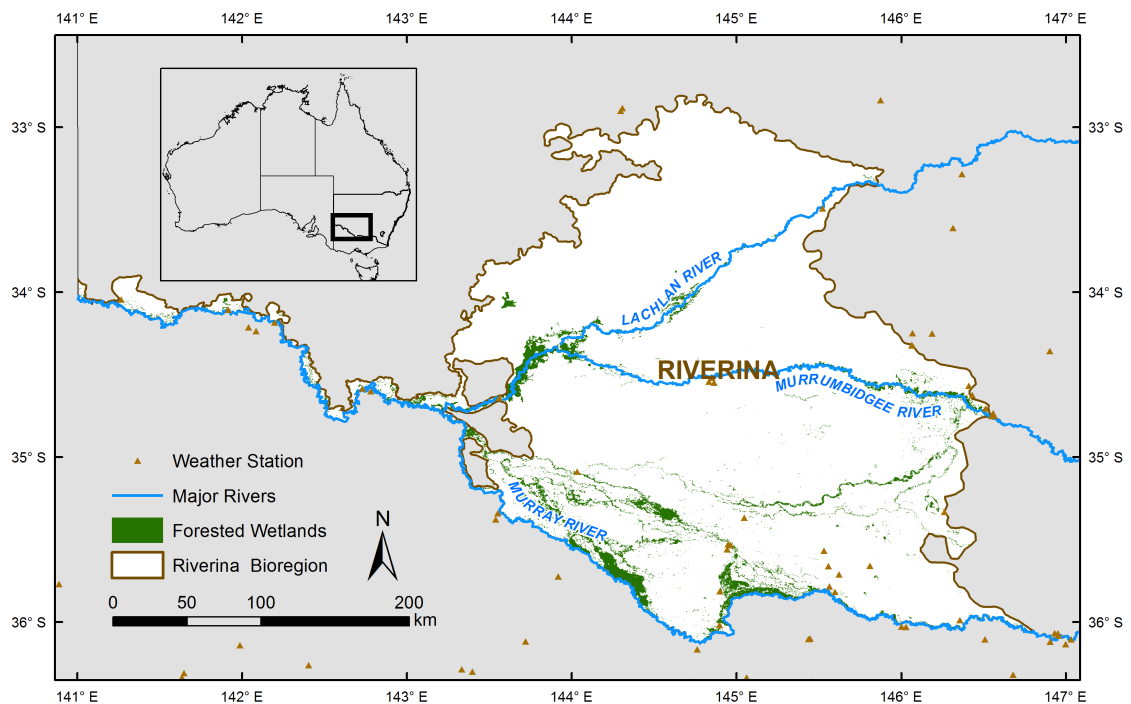 141° E 142° E 143° E 144° E 145° E 146° E 147° E
33° S 33° S
34° S 34° S
LACHLAN RIVER
RIVERINA
MURRUMBIDGEE RIVER
35° S 35° S
Weather Station
Major Rivers
MURRAY RIVER
Forested Wetlands
N
Riverina Bioregion
0 50 100 200
km
36° S 36° S
141° E 142° E 143° E 144° E 145° E 146° E 147° E